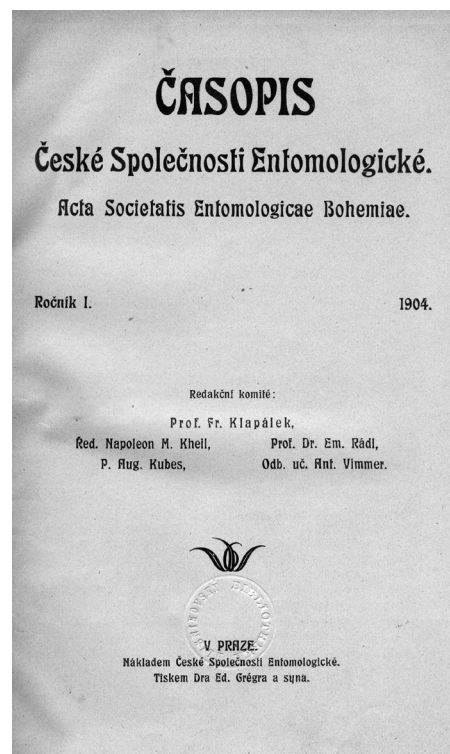 ČASOPIS
České Společnosti Entomologické.
Acta Societatis Entomologicae Bohemiae.
Ročník I. 1904.
Redakční komité:
Prof. Fr. Klapálek,
Řed. Napoleon M. Kheil, Prof. Dr. Em. Rádl,
P. Aug. Kubes, Odb. uč. Ant. Vimmer.
V PRAZE.
Nákladem České Společnosti Entomologické.
Tiskem Dra Ed. Grégra a syna.